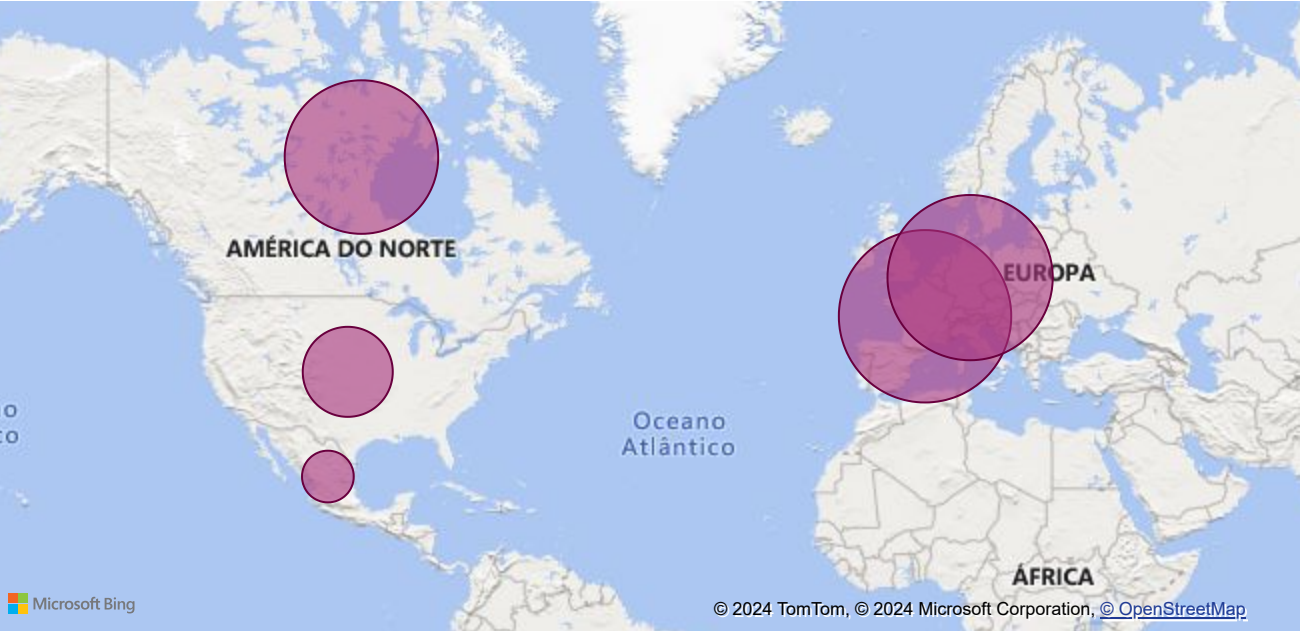 AMÉRICA DO NORTE
EUROPA
Oceano
Atlântico
ÁFRICA
Microsoft Bing
© 2024 TomTom, © 2024 Microsoft Corporation, © OpenStreetMap